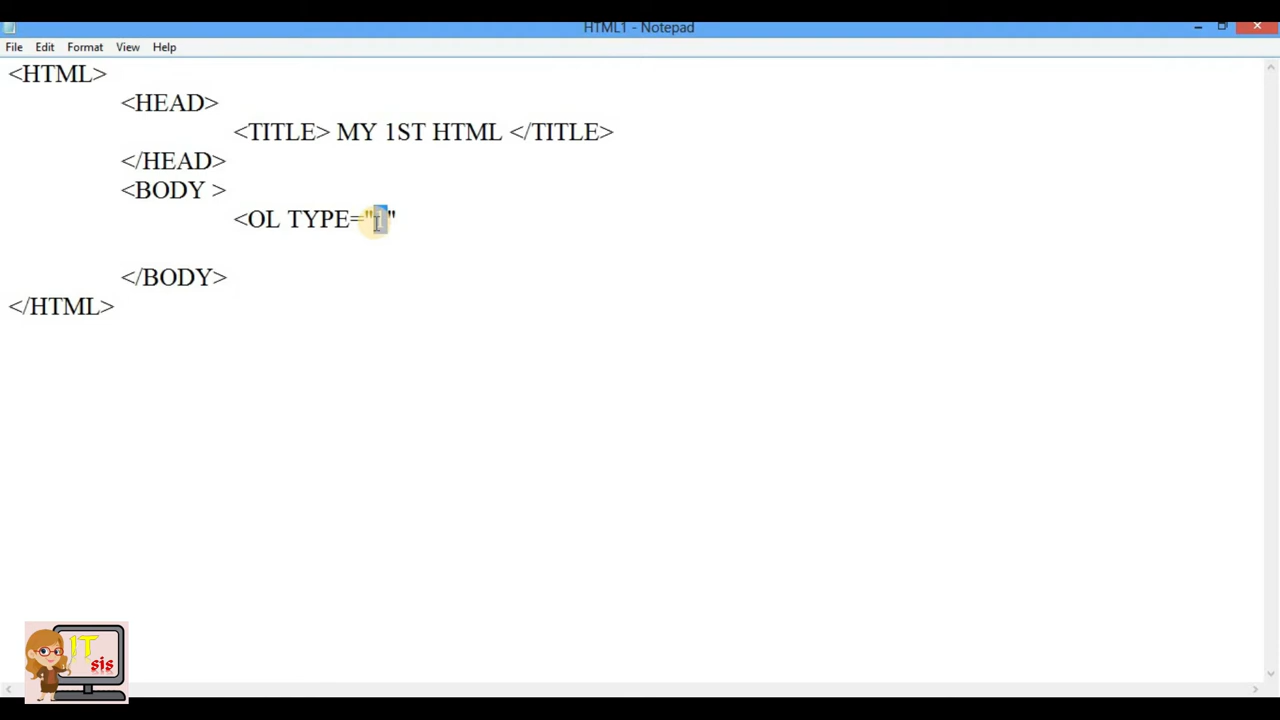 HTML1 - Notepad
File Edit Format View Help
<HTML>
<HEAD>
<TITLE> MY 1ST HTML </TITLE>
</HEAD>
<BODY >
<OL TYPE="1"
</BODY>
</HTML>
IT
sis